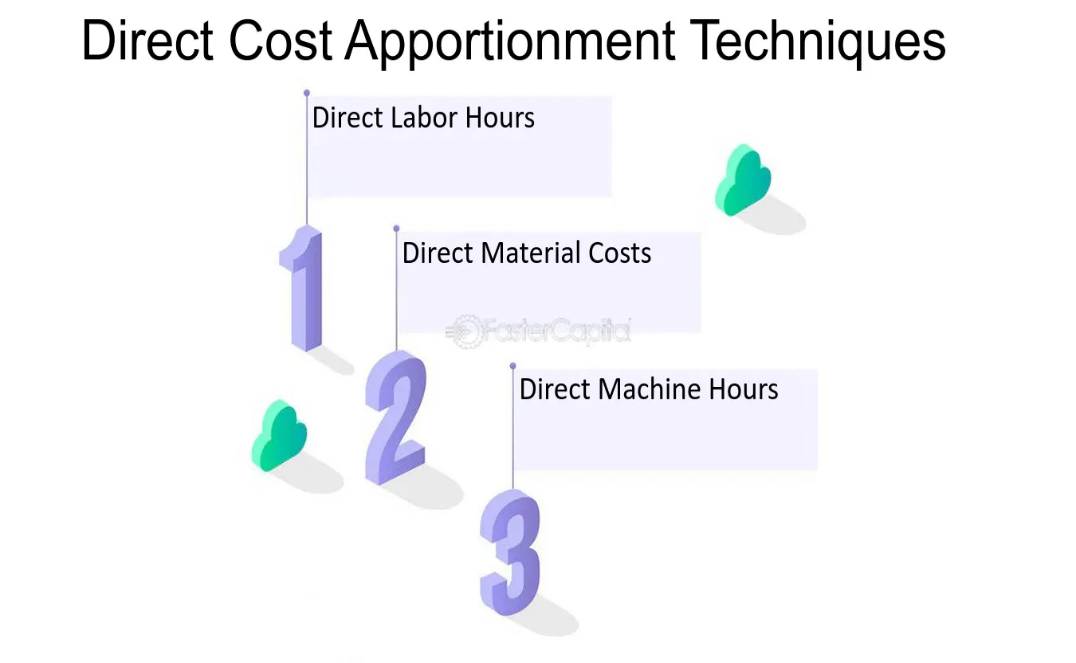 Direct Cost Apportionment Techniques
Direct Labor Hours
1
Direct Material Costs
FasterCapital
2
Direct Machine Hours
3